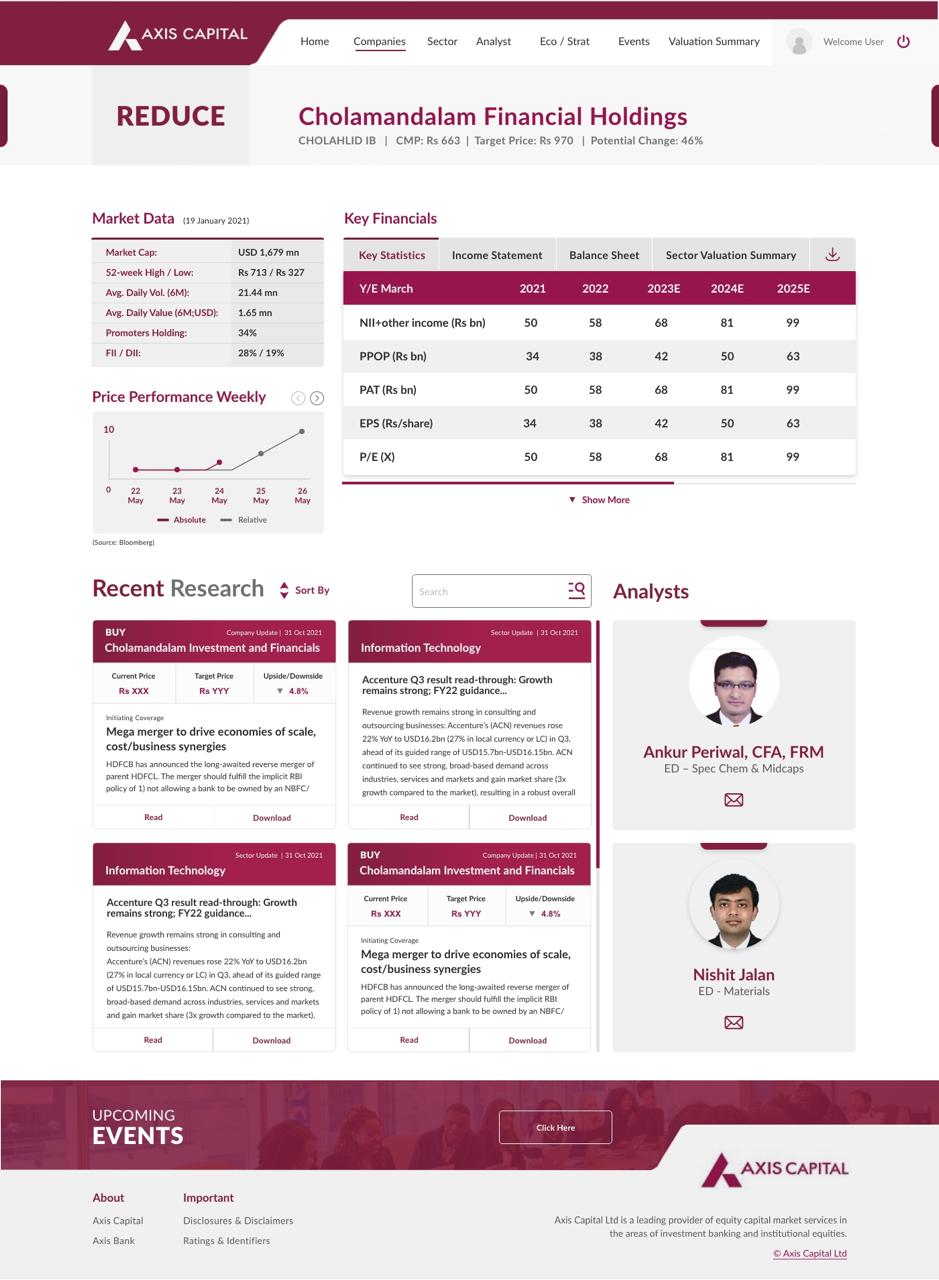 AXIS CAPITAL
Home Companies Sector Analyst Eco / Strat Events Valuation Summary Welcome User
REDUCE
Cholamandalam Financial Holdings
CHOLAHLID IB | CMP: Rs 663 | Target Price: Rs 970 | Potential Change: 46%
Market Data (19 January 2021)
Market Cap: USD 1,679 mn
52-week High / Low: Rs 713 / Rs 327
Avg. Daily Vol. (6M): 21.44 mn
Avg. Daily Value (6M;USD): 1.65 mn
Promoters Holding: 34%
FII / DII: 28% / 19%
Price Performance Weekly
10
0 22 23 24 25 26
May May May May May
Absolute Relative
(Source: Bloomberg)
Key Financials
Key Statistics Income Statement Balance Sheet Sector Valuation Summary
Y/E March 2021 2022 2023E 2024E 2025E
NII+other income (Rs bn) 50 58 68 81 99
PPOP (Rs bn) 34 38 42 50 63
PAT (Rs bn) 50 58 68 81 99
EPS (Rs/share) 34 38 42 50 63
P/E (X) 50 58 68 81 99
Show More
Recent Research Sort By
Search
BUY Company Update | 31 Oct 2021
Cholamandalam Investment and Financials
Current Price Target Price Upside/Downside
Rs XXX Rs YYY 4.8%
Initiating Coverage
Mega merger to drive economies of scale,
cost/business synergies
HDFCB has announced the long-awaited reverse merger of
parent HDFCL. The merger should fulfill the implicit RBI
policy of 1) not allowing a bank to be owned by an NBFC/
Read Download
Sector Update | 31 Oct 2021
Information Technology
Accenture Q3 result read-through: Growth
remains strong; FY22 guidance...
Revenue growth remains strong in consulting and
outsourcing businesses: Accenture's (ACN) revenues rose
22% YoY to USD16.2bn (27% in local currency or LC) in Q3,
ahead of its guided range of USD15.7bn-USD16.15bn. ACN
continued to see strong, broad-based demand across
industries, services and markets and gain market share (3x
growth compared to the market), resulting in a robust overall
Read Download
Sector Update | 31 Oct 2021
Information Technology
Accenture Q3 result read-through: Growth
remains strong; FY22 guidance...
Revenue growth remains strong in consulting and
outsourcing businesses:
Accenture's (ACN) revenues rose 22% YoY to USD16.2bn
(27% in local currency or LC) in Q3, ahead of its guided range
of USD15.7bn-USD16.15bn. ACN continued to see strong,
broad-based demand across industries, services and markets
and gain market share (3x growth compared to the market),
Read Download
BUY Company Update | 31 Oct 2021
Cholamandalam Investment and Financials
Current Price Target Price Upside/Downside
Rs XXX Rs YYY 4.8%
Initiating Coverage
Mega merger to drive economies of scale,
cost/business synergies
HDFCB has announced the long-awaited reverse merger of
parent HDFCL. The merger should fulfill the implicit RBI
policy of 1) not allowing a bank to be owned by an NBFC/
Read Download
Analysts
Ankur Periwal, CFA, FRM
ED – Spec Chem & Midcaps
Nishit Jalan
ED - Materials
UPCOMING
EVENTS
Click Here
AXIS CAPITAL
About Important
Axis Capital Disclosures & Disclaimers
Axis Bank Ratings & Identifiers
Axis Capital Ltd is a leading provider of equity capital market services in
the areas of investment banking and institutional equities.
© Axis Capital Ltd